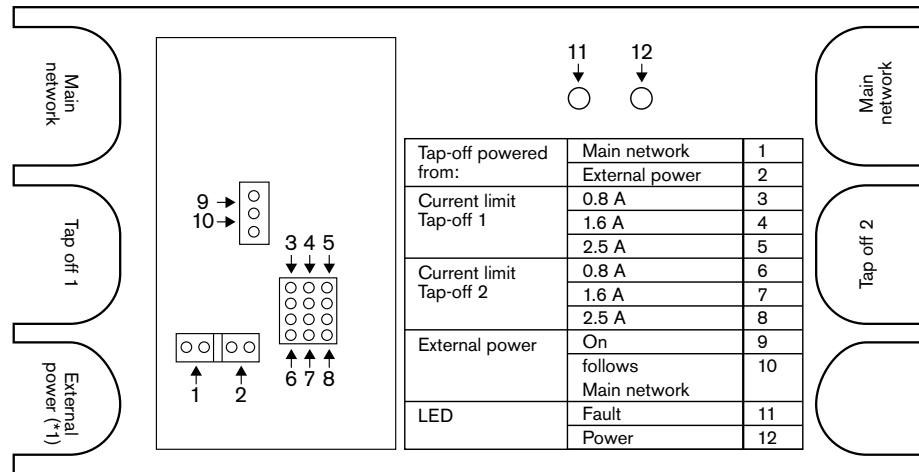 Main
network
Tap off 1
External
power (*1)
9
10
3 4 5
6 7 8
1 2
11 12
Tap-off powered
from:
Main network 1
External power 2
Current limit
Tap-off 1
0.8 A 3
1.6 A 4
2.5 A 5
Current limit
Tap-off 2
0.8 A 6
1.6 A 7
2.5 A 8
External power
On 9
follows
Main network
10
LED
Fault 11
Power 12
Main
network
Tap off 2